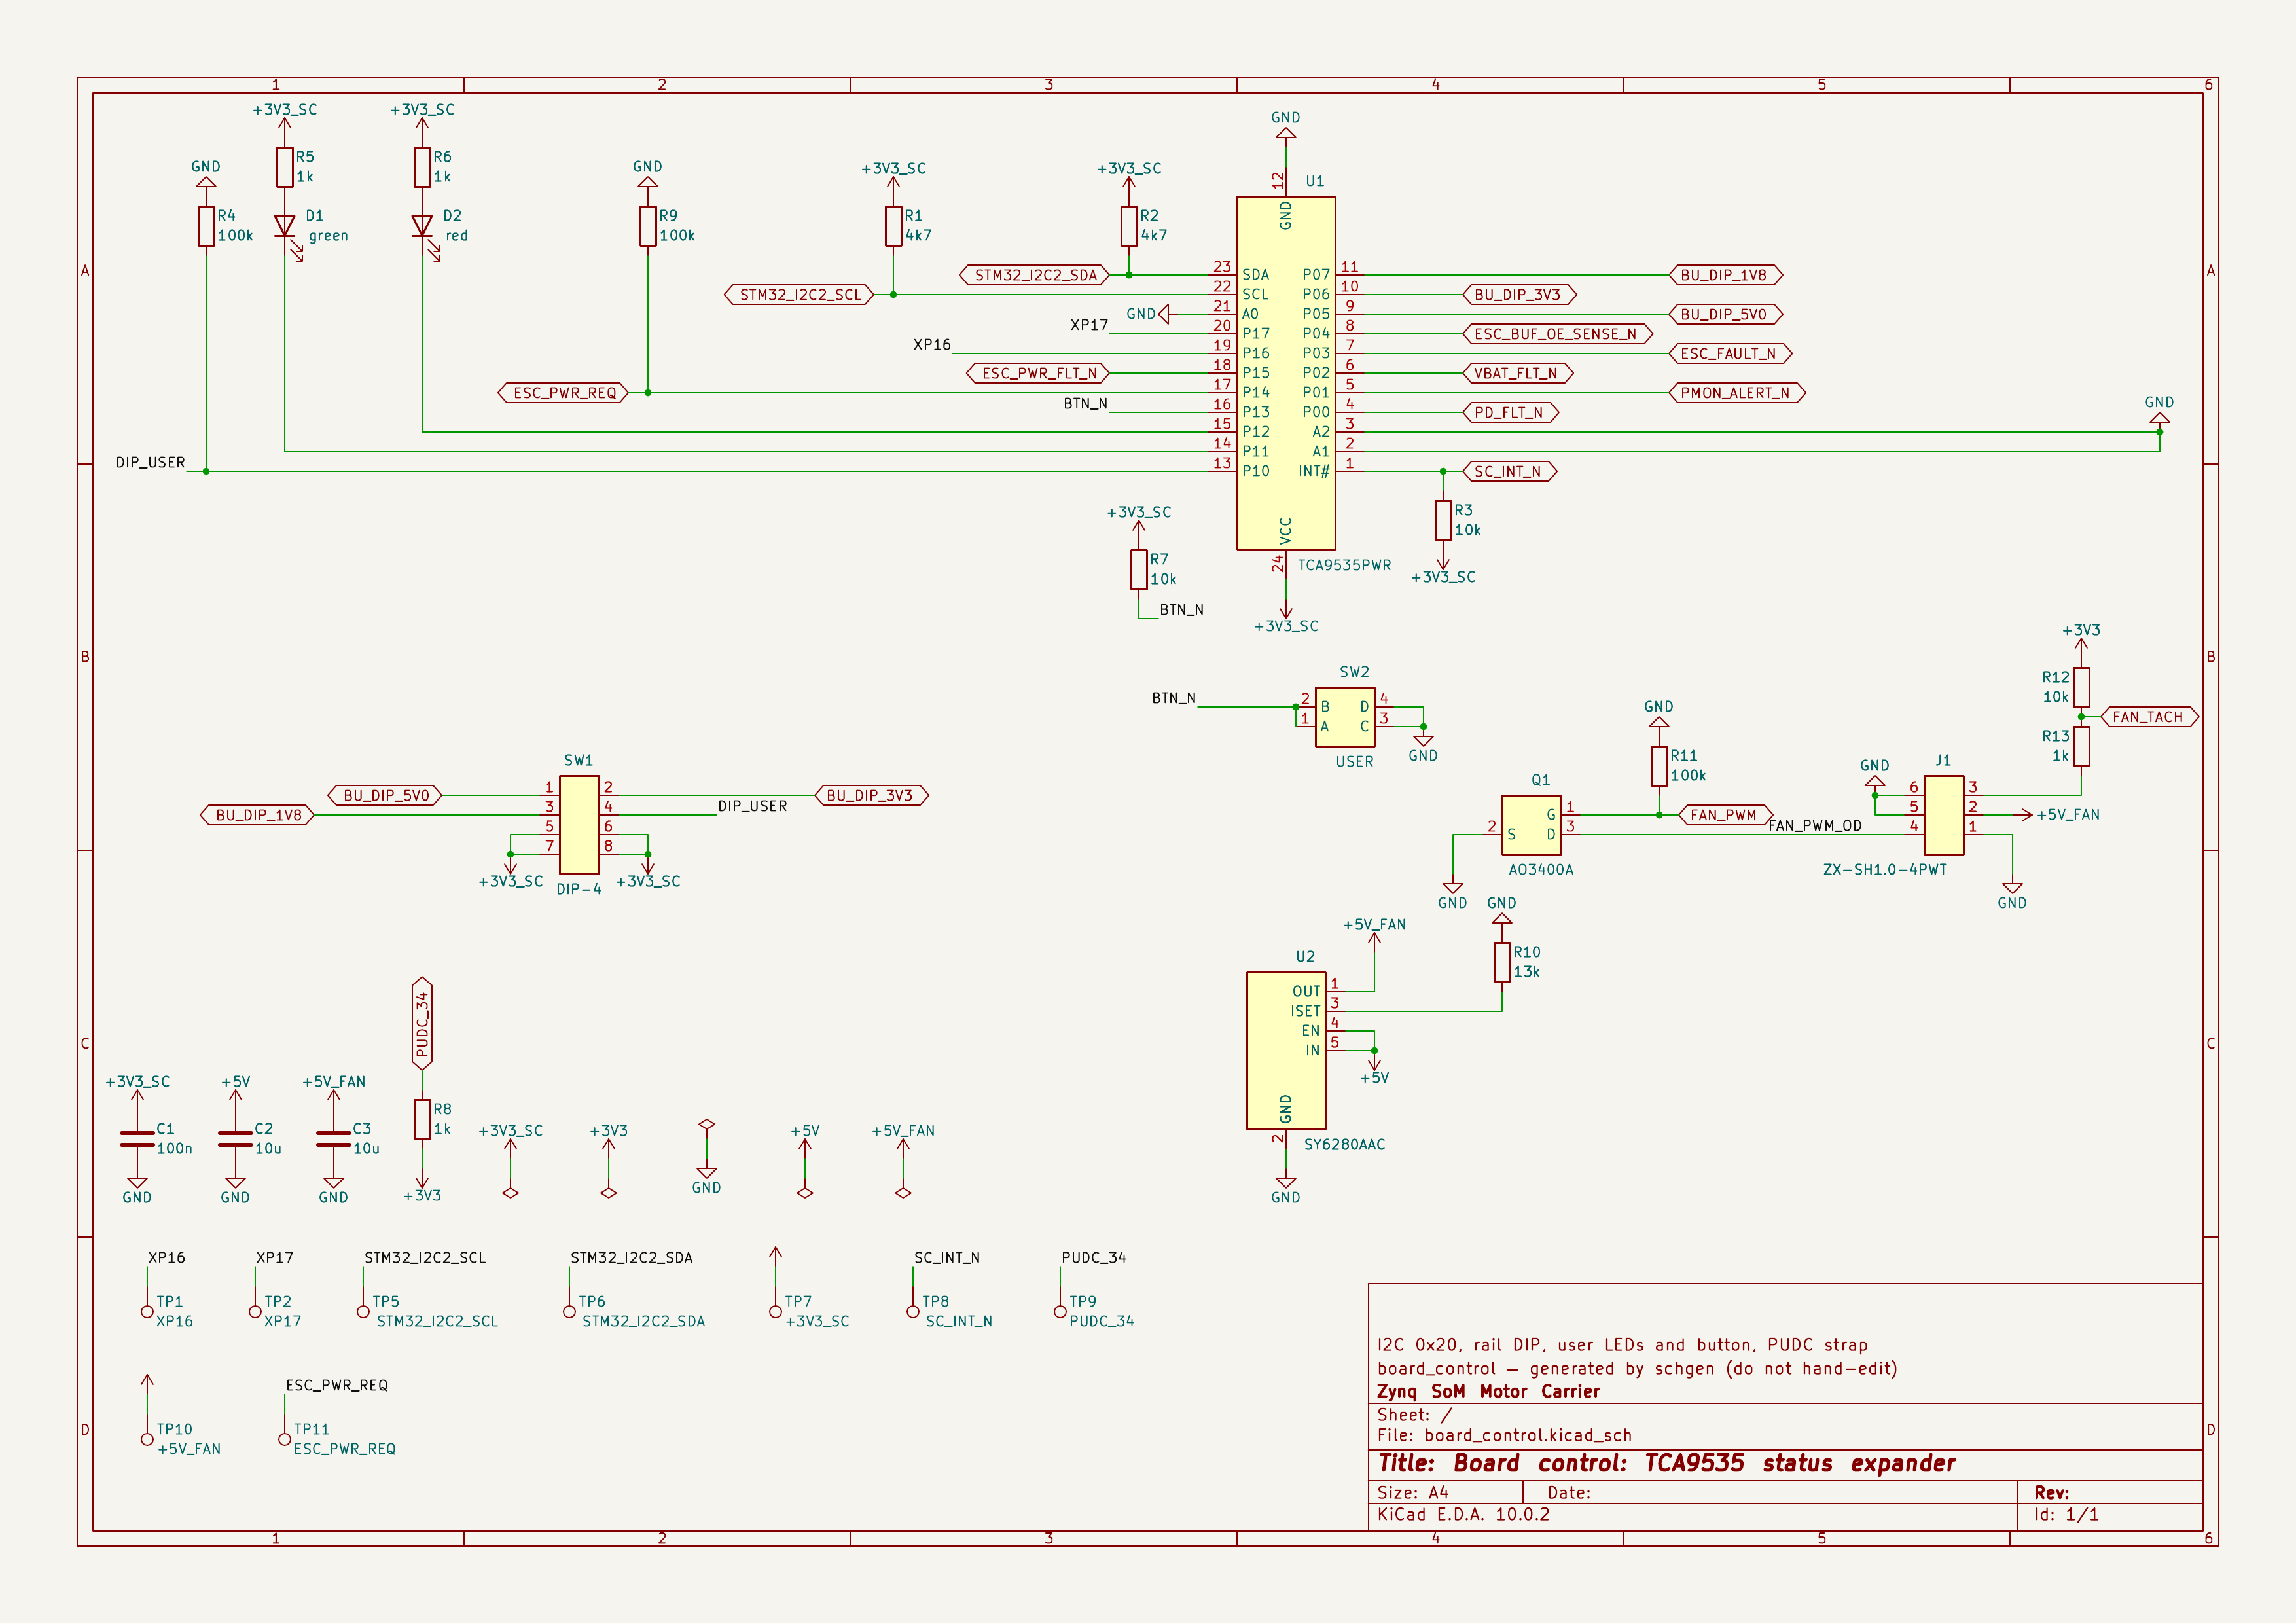 1 2 3 4 5 6
A B C D
A B C D
+3V3_SC
+3V3_SC
R5
1k
R6
1k
GND
R4
100k
D1
green
D2
red
GND
R9
100k
+3V3_SC
R1
4k7
+3V3_SC
R2
4k7
GND
12
U1
GND
STM32_I2C2_SDA 23 SDA P07 11 BU_DIP_1V8
STM32_I2C2_SCL 22 SCL P06 10 BU_DIP_3V3
GND 21 A0 P05 9 BU_DIP_5V0
XP17 20 P17 P04 8 ESC_BUF_OE_SENSE_N
XP16 19 P16 P03 7 ESC_FAULT_N
ESC_PWR_FLT_N 18 P15 P02 6 VBAT_FLT_N
ESC_PWR_REQ 17 P14 P01 5 PMON_ALERT_N
BTN_N 16 P13 P00 4 PD_FLT_N
15 P12 A2 3 GND
14 P11 A1 2
DIP_USER 13 P10 INT# 1 SC_INT_N
VCC
24
TCA9535PWR
+3V3_SC
R3
10k
+3V3_SC
+3V3_SC
R7
10k
BTN_N
SW2
BTN_N 2 B D 4
1 A C 3
USER
GND
+3V3
R12
10k
FAN_TACH
R13
1k
GND
R11
100k
Q1
G 1 FAN_PWM
2 S D 3 FAN_PWM_OD
AO3400A
GND
GND
J1
6 3
5 2 +5V_FAN
4 1
ZX-SH1.0-4PWT
GND
SW1
BU_DIP_5V0 1 2 BU_DIP_3V3
BU_DIP_1V8 3 4 DIP_USER
5 6
7 8
+3V3_SC DIP-4 +3V3_SC
+5V_FAN
GND
R10
13k
U2
OUT 1
ISET 3
EN 4
IN 5
+5V
GND
2
SY6280AAC
GND
PUDC_34
R8
1k
+3V3
+3V3_SC
C1
100n
GND
+5V
C2
10u
GND
+5V_FAN
C3
10u
GND
+3V3_SC
+3V3
GND
+5V
+5V_FAN
XP16
TP1
XP16
XP17
TP2
XP17
STM32_I2C2_SCL
TP5
STM32_I2C2_SCL
STM32_I2C2_SDA
TP6
STM32_I2C2_SDA
TP7
+3V3_SC
SC_INT_N
TP8
SC_INT_N
PUDC_34
TP9
PUDC_34
TP10
+5V_FAN
ESC_PWR_REQ
TP11
ESC_PWR_REQ
I2C 0x20, rail DIP, user LEDs and button, PUDC strap
board_control — generated by schgen (do not hand-edit)
Zynq SoM Motor Carrier
Sheet: /
File: board_control.kicad_sch
Title: Board control: TCA9535 status expander
Size: A4 Date: Rev:
KiCad E.D.A. 10.0.2 Id: 1/1
1 2 3 4 5 6